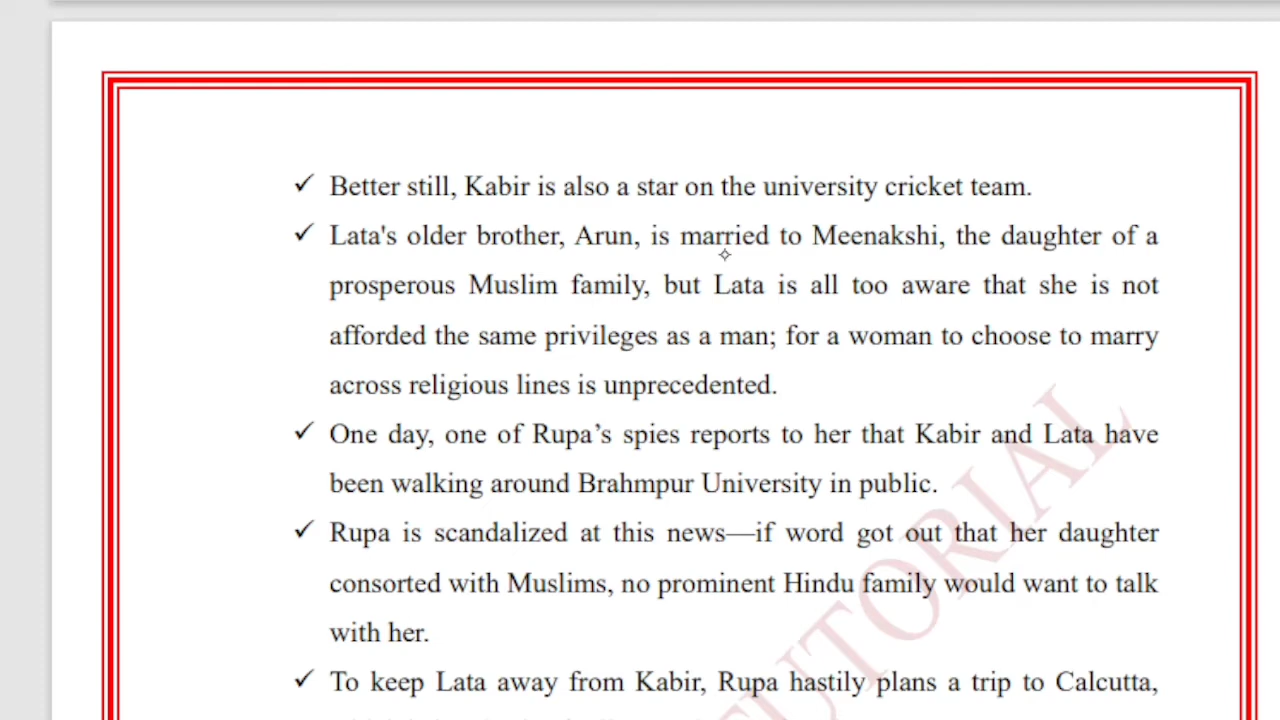 ✓ Better still, Kabir is also a star on the university cricket team.
✓ Lata's older brother, Arun, is married to Meenakshi, the daughter of a
prosperous Muslim family, but Lata is all too aware that she is not
afforded the same privileges as a man; for a woman to choose to marry
across religious lines is unprecedented.
✓ One day, one of Rupa’s spies reports to her that Kabir and Lata have
been walking around Brahmpur University in public.
✓ Rupa is scandalized at this news—if word got out that her daughter
consorted with Muslims, no prominent Hindu family would want to talk
with her.
✓ To keep Lata away from Kabir, Rupa hastily plans a trip to Calcutta,
TUTORIAL